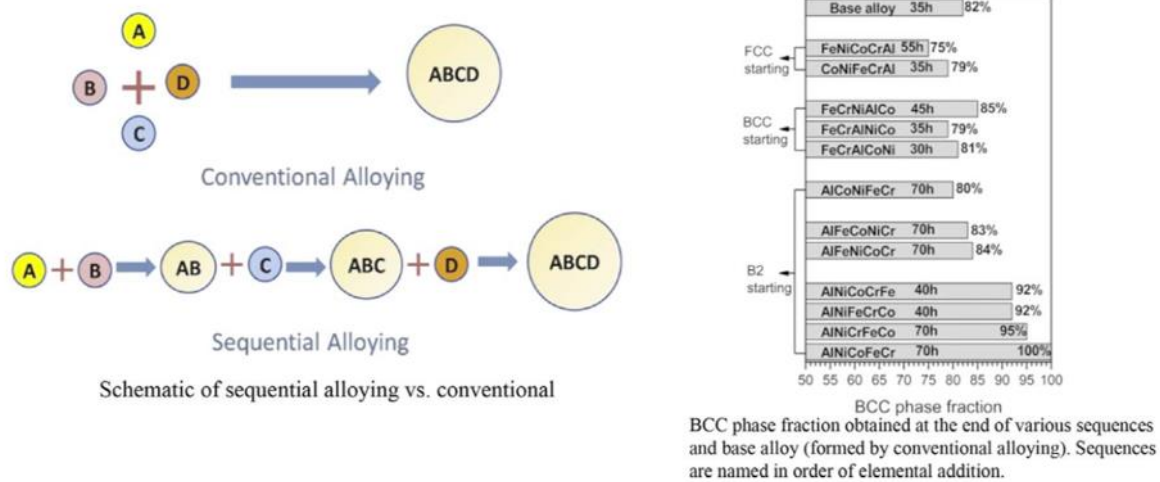 A
B
D
C
ABCD
Conventional Alloying
A + B AB + C ABC + D ABCD
Sequential Alloying
Schematic of sequential alloying vs. conventional
Base alloy 35h 82%
FCC starting
FeNiCoCrAl 55h 75%
CoNiFeCrAl 35h 79%
BCC starting
FeCrNiAlCo 45h 85%
FeCrAlNiCo 35h 79%
FeCrAlCoNi 30h 81%
B2 starting
AlCoNiFeCr 70h 80%
AlFeCoNiCr 70h 83%
AlFeNiCoCr 70h 84%
AlNiCoCrFe 40h 92%
AlNiFeCrCo 40h 92%
AlNiCrFeCo 70h 95%
AlNiCoFeCr 70h 100%
50 55 60 65 70 75 80 85 90 95 100
BCC phase fraction
BCC phase fraction obtained at the end of various sequences
and base alloy (formed by conventional alloying). Sequences
are named in order of elemental addition.